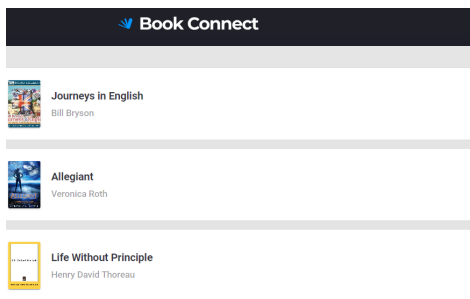 Book Connect
Journeys in English
Bill Bryson
Allegiant
Veronica Roth
Life Without Principle
Henry David Thoreau